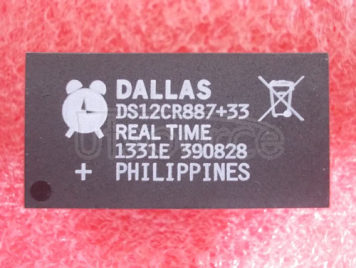 DALLAS
DS12CR887+33
REAL TIME
1331E 390828
+ PHILIPPINES